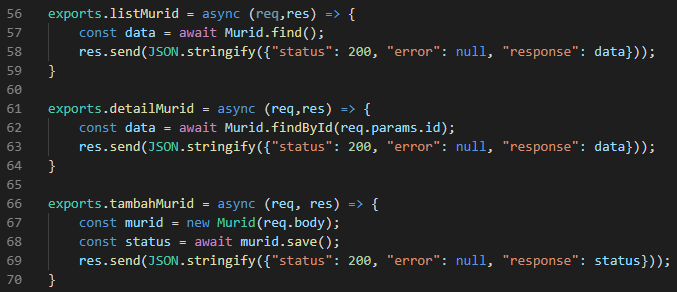 56 exports.listMurid = async (req,res) => {
57     const data = await Murid.find();
58     res.send(JSON.stringify({"status": 200, "error": null, "response": data}));
59 }
60
61 exports.detailMurid = async (req,res) => {
62     const data = await Murid.findById(req.params.id);
63     res.send(JSON.stringify({"status": 200, "error": null, "response": data}));
64 }
65
66 exports.tambahMurid = async (req, res) => {
67     const murid = new Murid(req.body);
68     const status = await murid.save();
69     res.send(JSON.stringify({"status": 200, "error": null, "response": status}));
70 }